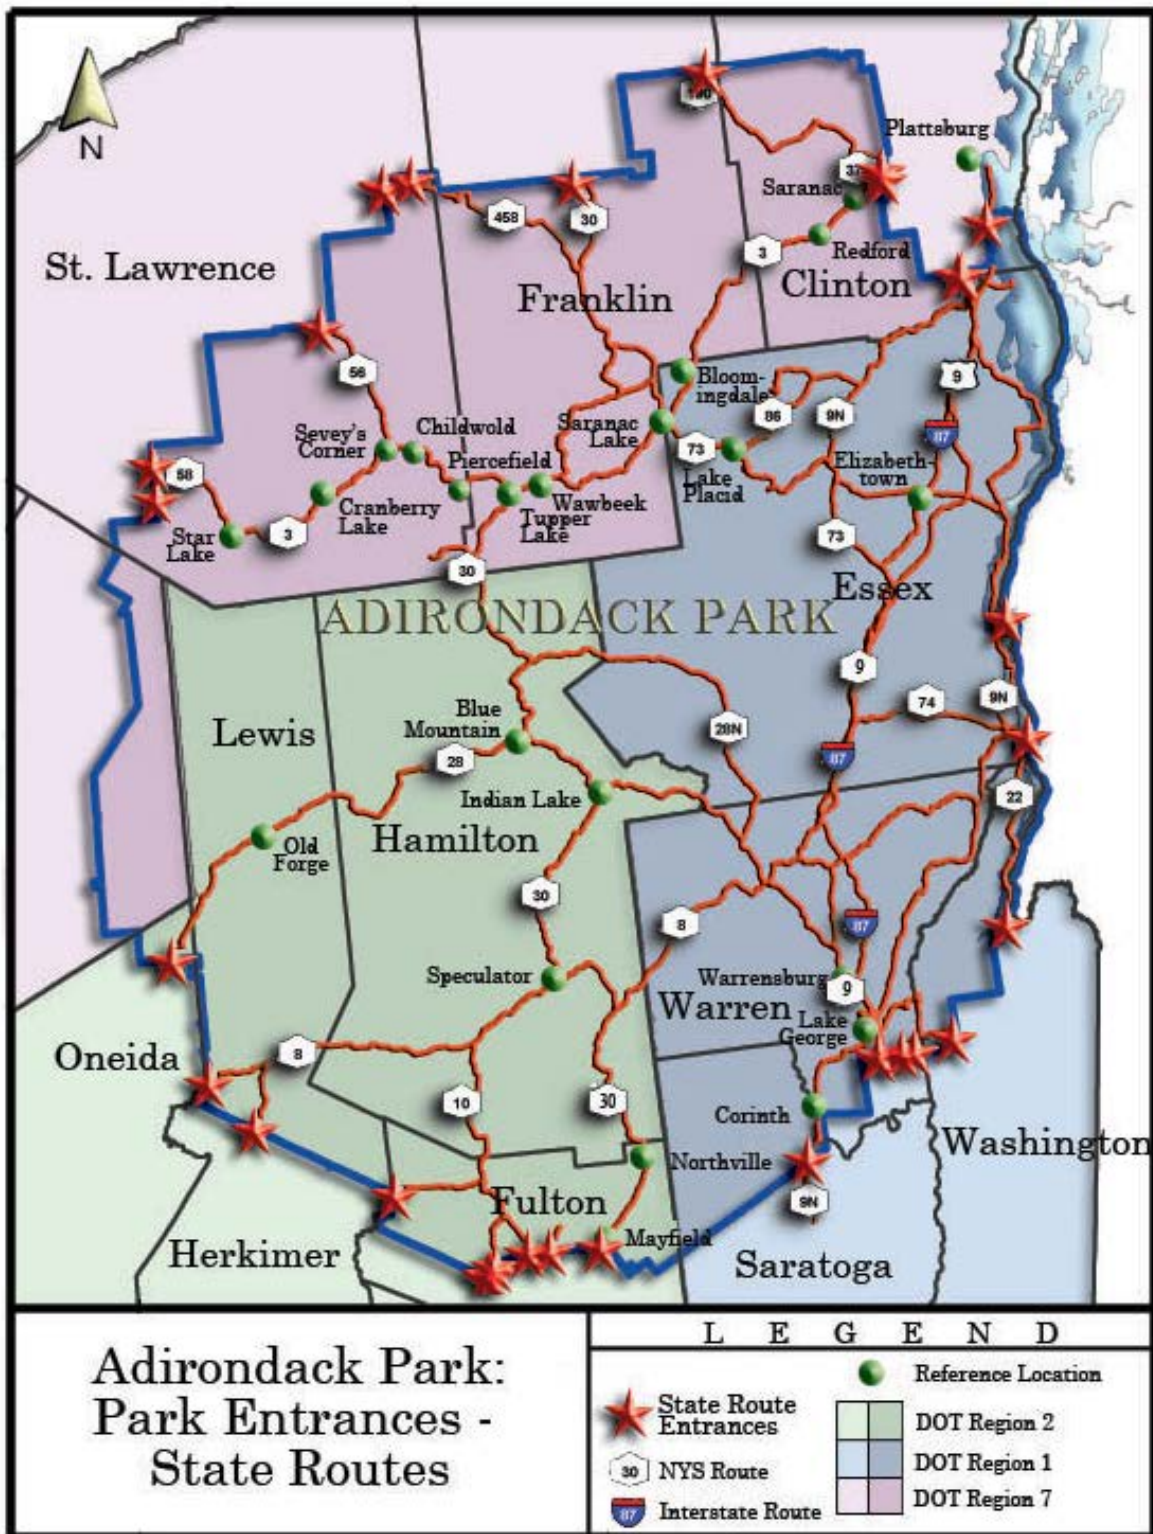 N
190
Plattsburg
37
Saranac
458
30
St. Lawrence
Redford
3
Franklin
Clinton
56
Bloom-
ingdale
9
86
9N
Saranac
Lake
Sevey's
Corner
Childwold
87
73
Piercefield
Lake
Placid
Elizabeth-
town
58
Cranberry
Lake
Wawbeek
Tupper
Lake
Star
Lake
3
73
30
Essex
ADIRONDACK PARK
9
9N
74
Blue
Mountain
Lewis
28N
28
87
Indian Lake
22
Hamilton
Old
Forge
30
8
87
Speculator
Warrensburg
9
Warren
Lake
George
Oneida
8
10
30
Corinth
Washington
Northville
9N
Fulton
Mayfield
Herkimer
Saratoga
Adirondack Park:
Park Entrances -
State Routes
LEGEND
State Route
Entrances
30 NYS Route
87 Interstate Route
Reference Location
DOT Region 2
DOT Region 1
DOT Region 7